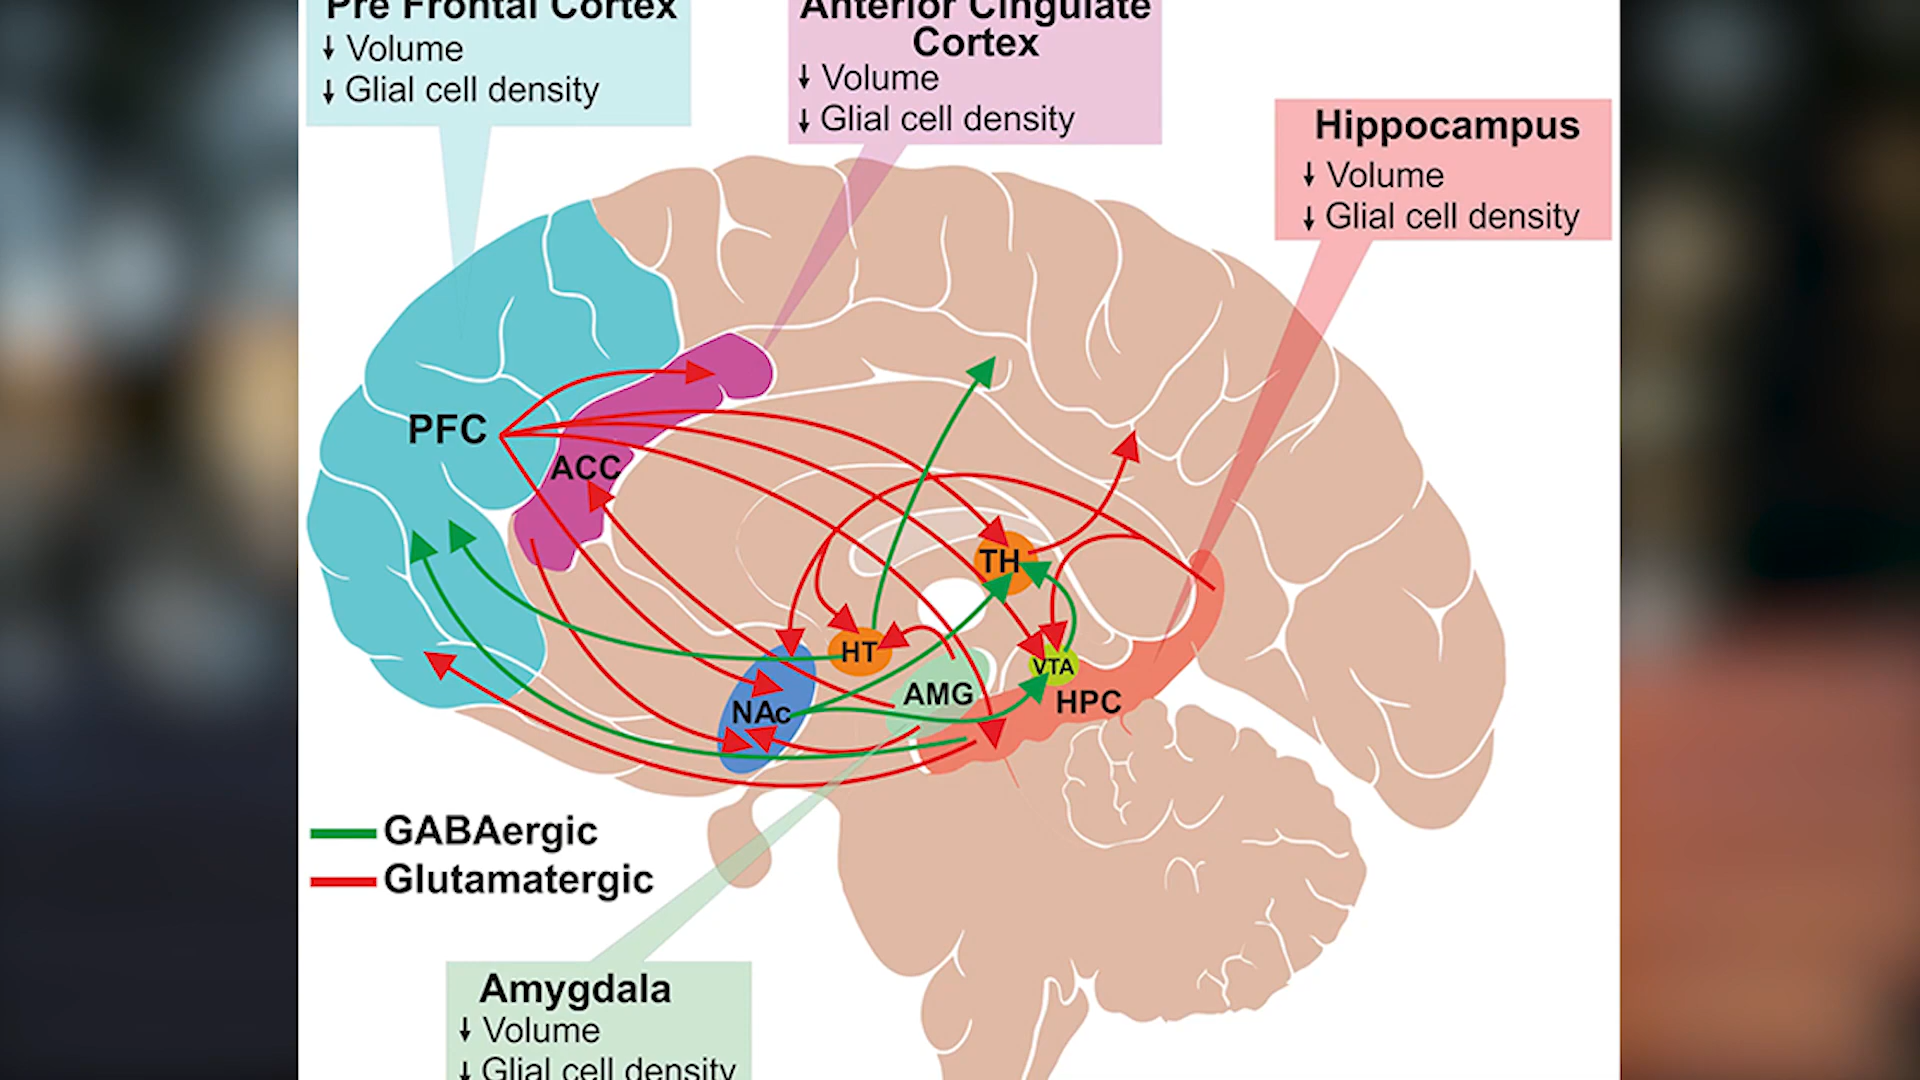 Pre Frontal Cortex
↓ Volume
↓ Glial cell density
Anterior Cingulate
Cortex
↓ Volume
↓ Glial cell density
Hippocampus
↓ Volume
↓ Glial cell density
PFC
ACC
TH
HT
VTA
AMG
HPC
NAc
GABAergic
Glutamatergic
Amygdala
↓ Volume
↓ Glial cell density